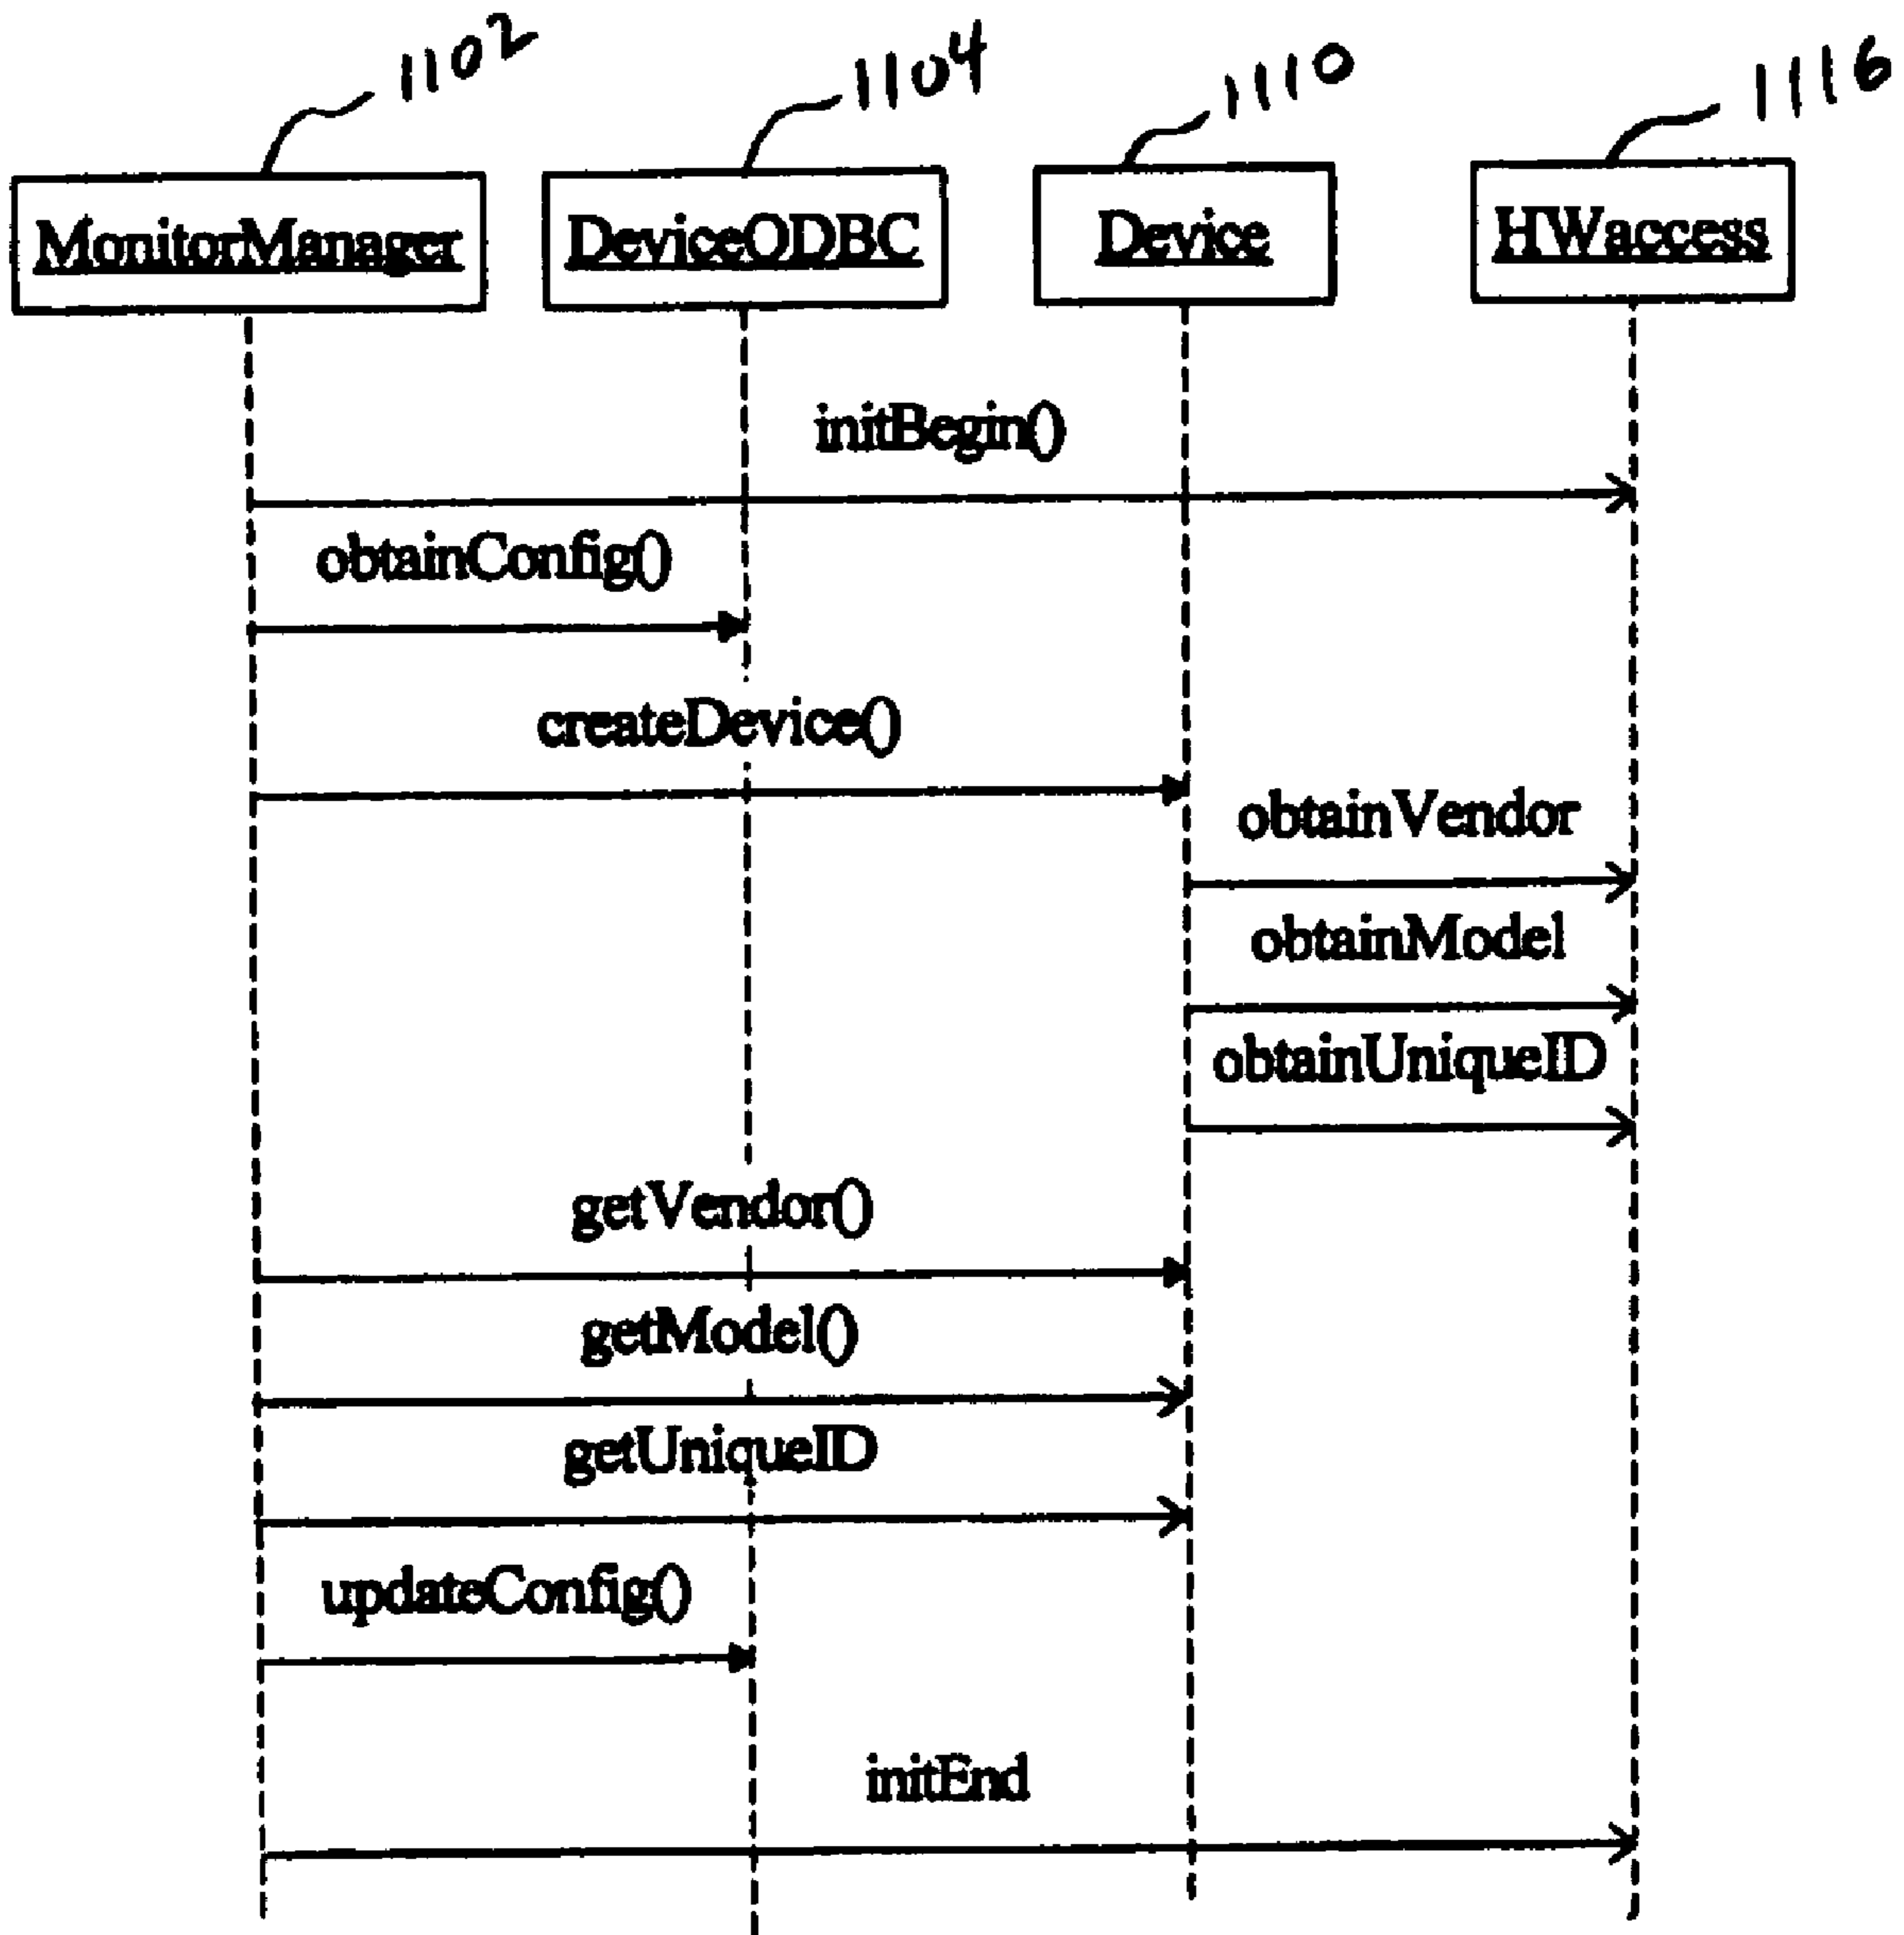 1102
1104
1110
1116
MonitorManager
DeviceODBC
Device
HWaccess
initBegin()
obtainConfig()
createDevice()
obtainVendor
obtainModel
obtainUniqueID
getVendor()
getModel()
getUniqueID
updateConfig()
initEnd